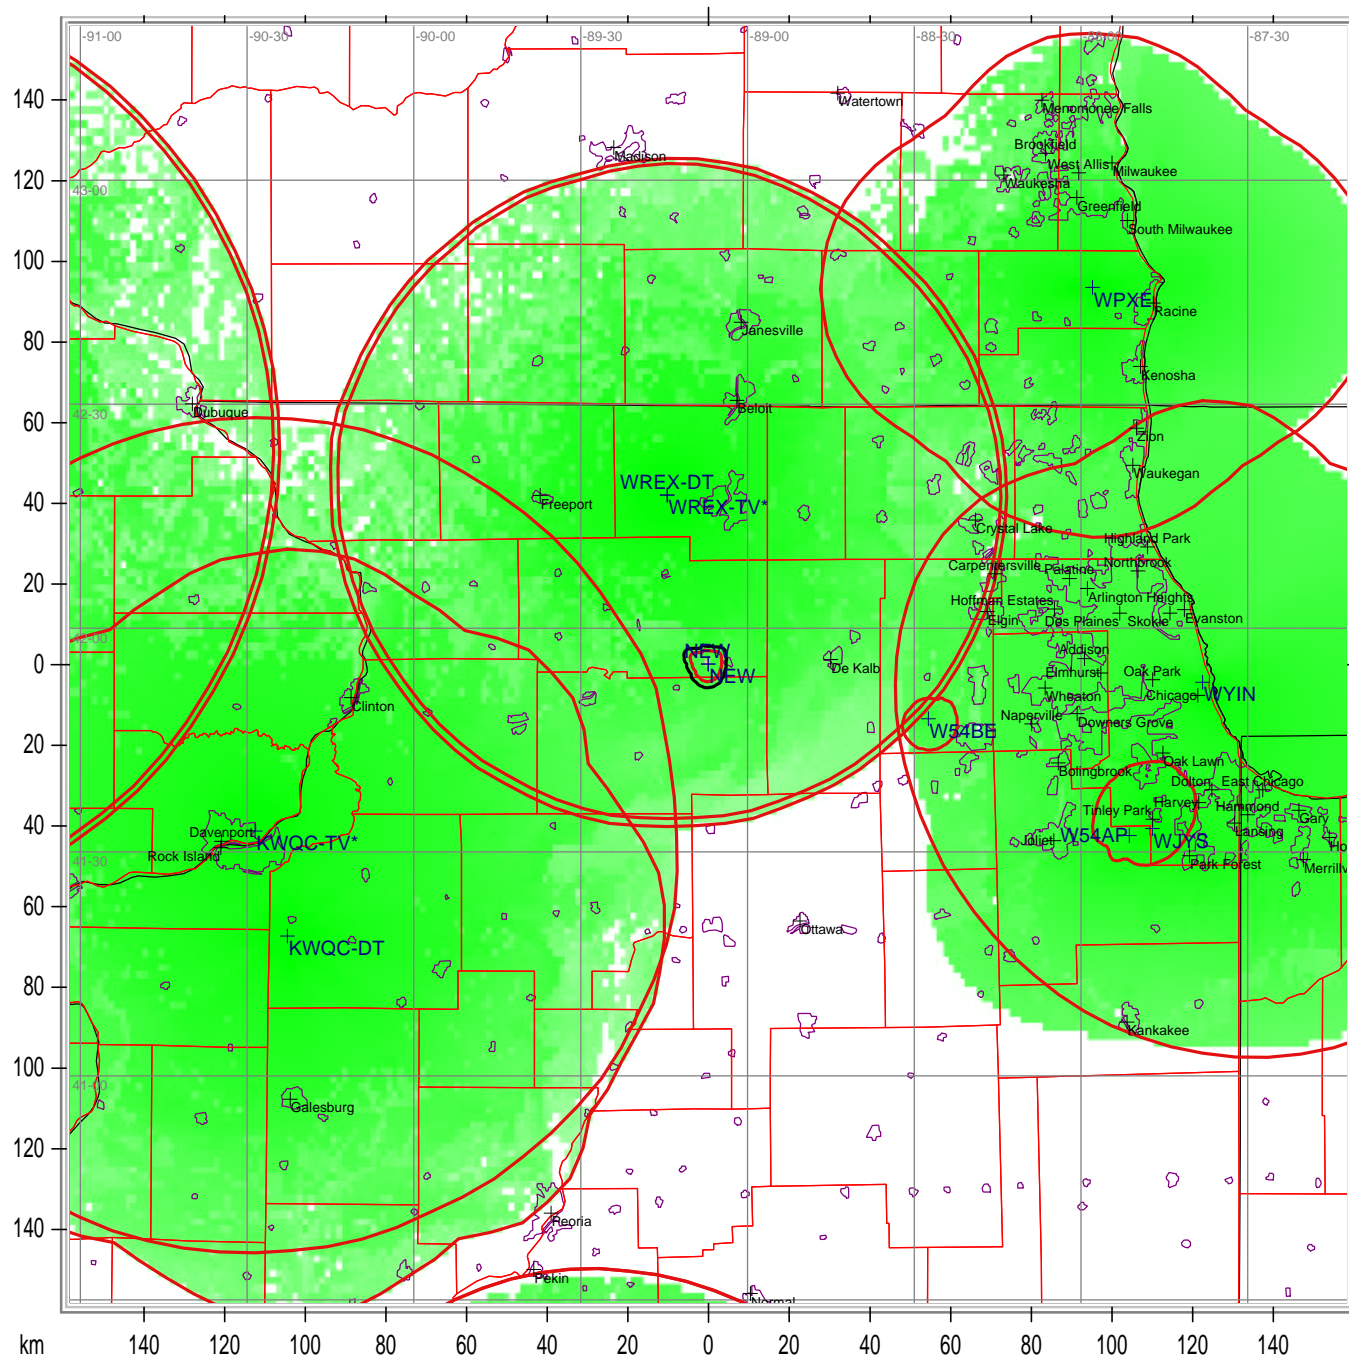 -91-00 -90-30 -90-00 -89-30 -89-00 -88-30 -88-00 -87-30
140
Watertown
Menomonee Falls
Brookfield
Madison
120
West Allis
Milwaukee
Waukesha
43-00
Greenfield
South Milwaukee
100
WPXE
Racine
80
Janesville
Kenosha
60
Dubuque
Beloit
42-30
Zion
Waukegan
WREX-DT
40
Freeport
WREX-TV*
Crystal Lake
Highland Park
Carpentersville
Palatine
Northbrook
20
Hoffman Estates
Arlington Heights
Elgin
Des Plaines
Skokie
Evanston
42-00
NEW
Addison
0
De Kalb
Elmhurst
Oak Park
NEW
Wheaton
Chicago
WYIN
Clinton
Naperville
Downers Grove
W54BE
20
Oak Lawn
Bolingbrook
Dolton
East Chicago
Tinley Park
Harvey
Hammond
Gary
40
Davenport
KWQC-TV*
Joliet
W54AP
WJYS
Lansing
Ho
Rock Island
41-30
Park Forest
Merrillv
60
Ottawa
KWQC-DT
80
Kankakee
100
41-00
Galesburg
120
140
Peoria
Pekin
Normal
km 140 120 100 80 60 40 20 0 20 40 60 80 100 120 140